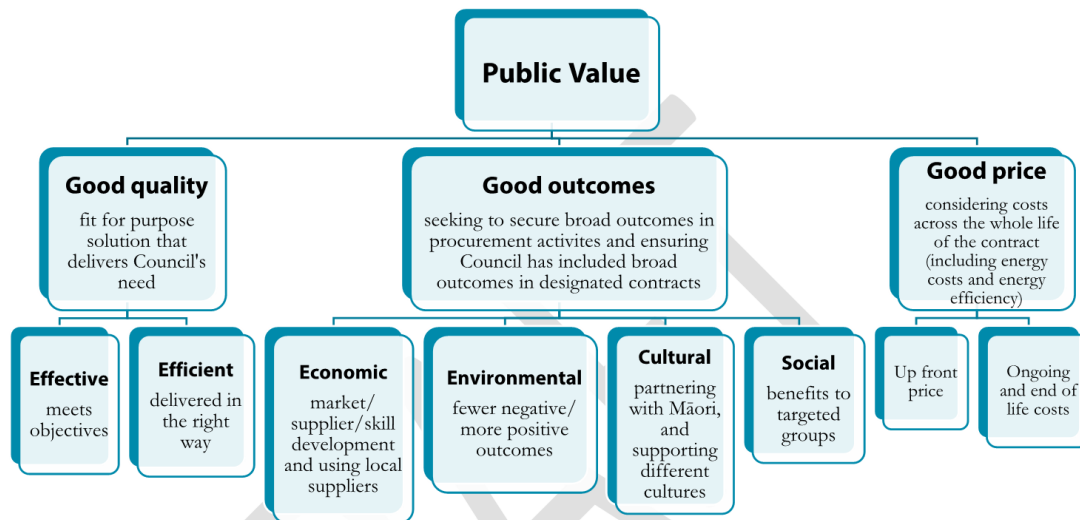 Public Value
Good quality
fit for purpose
solution that
delivers Council's
need
Good outcomes
seeking to secure broad outcomes in
procurement activites and ensuring
Council has included broad
outcomes in designated contracts
Good price
considering costs
across the whole life
of the contract
(including energy
costs and energy
efficiency)
Effective
meets
objectives
Efficient
delivered in
the right
way
Economic
market/
supplier/skill
development
and using local
suppliers
Environmental
fewer negative/
more positive
outcomes
Cultural
partnering
with Māori,
and
supporting
different
cultures
Social
benefits to
targeted
groups
Up front
price
Ongoing
and end of
life costs